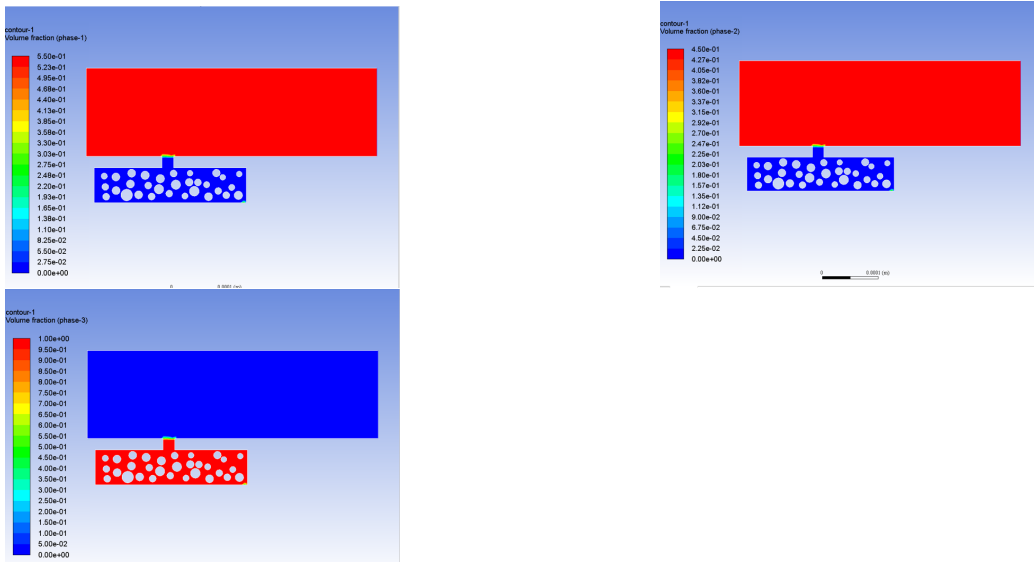 contour-1
Volume fraction (phase-1)
5.50e-01
5.23e-01
4.95e-01
4.68e-01
4.40e-01
4.13e-01
3.85e-01
3.58e-01
3.30e-01
3.03e-01
2.75e-01
2.48e-01
2.20e-01
1.93e-01
1.65e-01
1.38e-01
1.10e-01
8.25e-02
5.50e-02
2.75e-02
0.00e+00
0 0.0001 (m)
contour-1
Volume fraction (phase-2)
4.50e-01
4.27e-01
4.05e-01
3.82e-01
3.60e-01
3.37e-01
3.15e-01
2.92e-01
2.70e-01
2.47e-01
2.25e-01
2.03e-01
1.80e-01
1.57e-01
1.35e-01
1.12e-01
9.00e-02
6.75e-02
4.50e-02
2.25e-02
0.00e+00
0 0.0001 (m)
contour-1
Volume fraction (phase-3)
1.00e+00
9.50e-01
9.00e-01
8.50e-01
8.00e-01
7.50e-01
7.00e-01
6.50e-01
6.00e-01
5.50e-01
5.00e-01
4.50e-01
4.00e-01
3.50e-01
3.00e-01
2.50e-01
2.00e-01
1.50e-01
1.00e-01
5.00e-02
0.00e+00